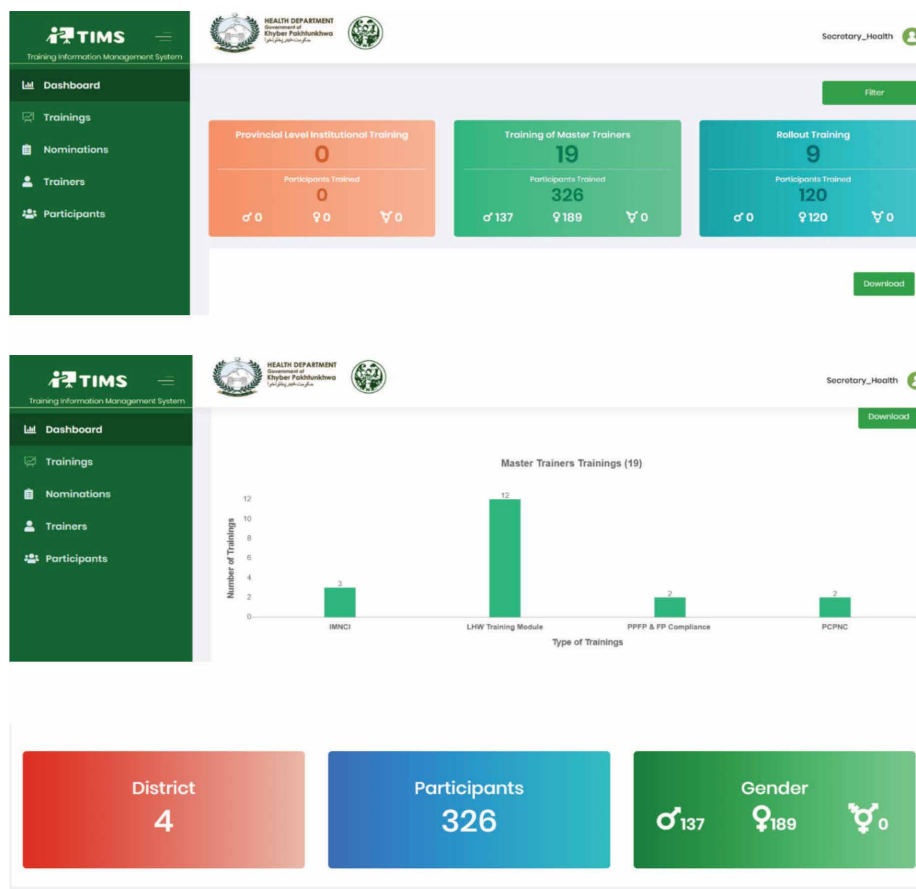 TIMS
Training Information Management System
HEALTH DEPARTMENT
Government of
Khyber Pakhtunkhwa
Secretary_Health
Dashboard
Trainings
Nominations
Trainers
Participants
Filter
Provincial Level Institutional Training
0
Participants Trained
0
0 0 0
Training of Master Trainers
19
Participants Trained
326
137 189 0
Rollout Training
9
Participants Trained
120
0 120 0
Download
TIMS
Training Information Management System
HEALTH DEPARTMENT
Government of
Khyber Pakhtunkhwa
Secretary_Health
Dashboard
Trainings
Nominations
Trainers
Participants
Download
Master Trainers Trainings (19)
Number of Trainings
12
10
8
6
4
2
0
3
12
2
2
IMNCI
LHW Training Module
PPFP & FP Compliance
PCPNC
Type of Trainings
District
4
Participants
326
Gender
137 189 0